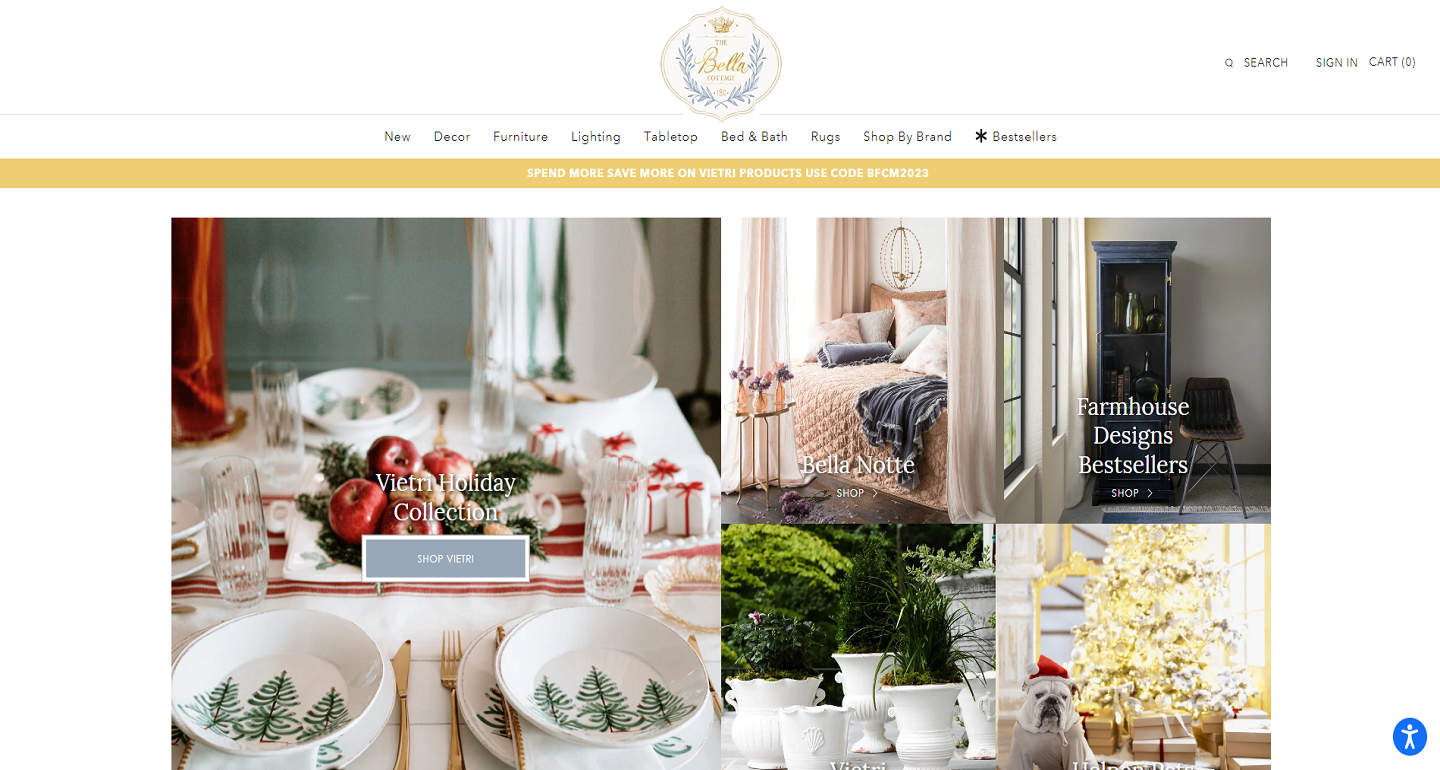 THE
Bella
COTTAGE
SEARCH
SIGN IN
CART (0)
New
Decor
Furniture
Lighting
Tabletop
Bed & Bath
Rugs
Shop By Brand
Bestsellers
SPEND MORE SAVE MORE ON VIETRI PRODUCTS USE CODE BFCM2023
Vietri Holiday
Collection
SHOP VIETRI
Bella Notte
SHOP
Farmhouse
Designs
Bestsellers
SHOP
Vietri